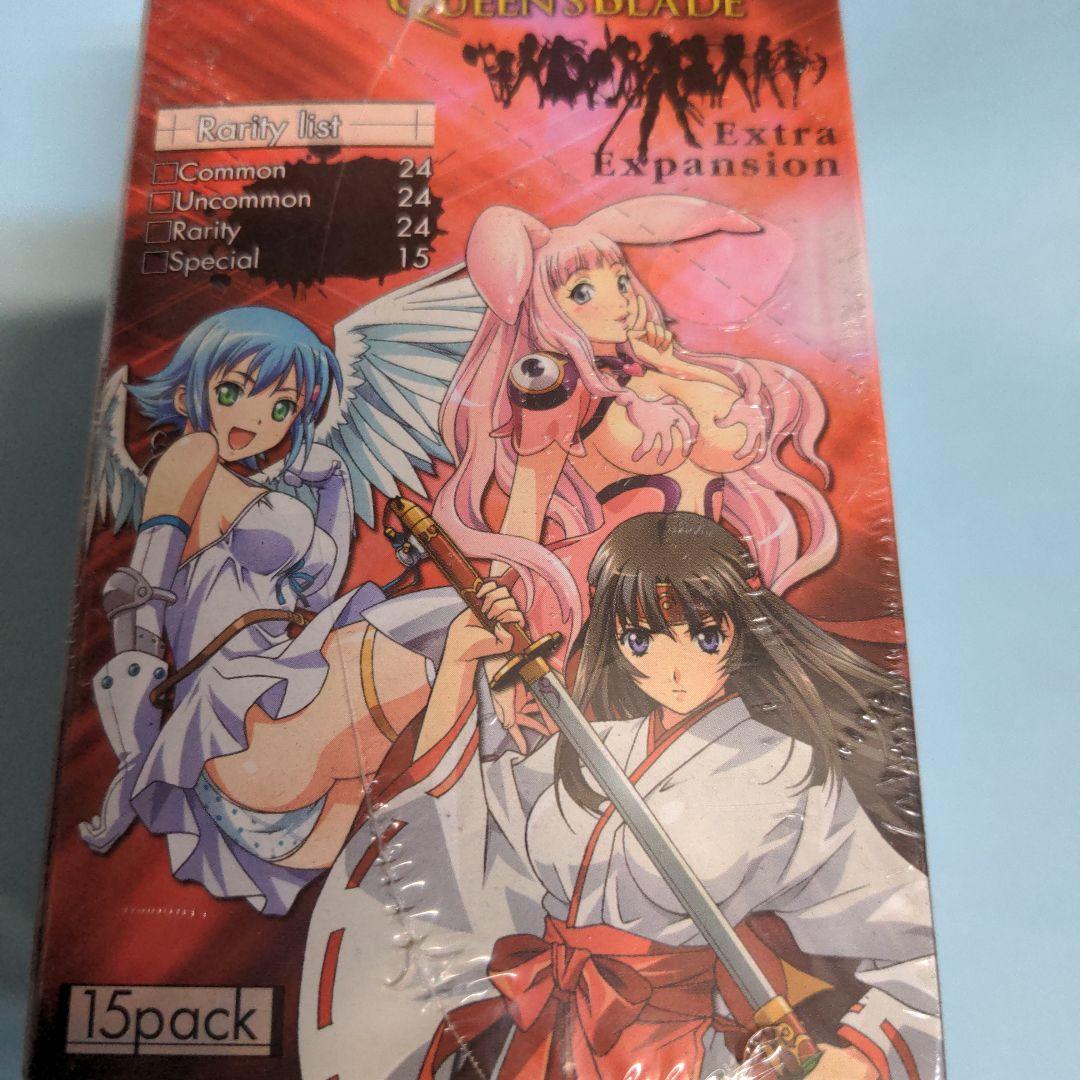 QUEEN'S BLADE
Extra
Expansion
Rarity list
Common 24
Uncommon 24
Rarity 24
Special 15
15pack